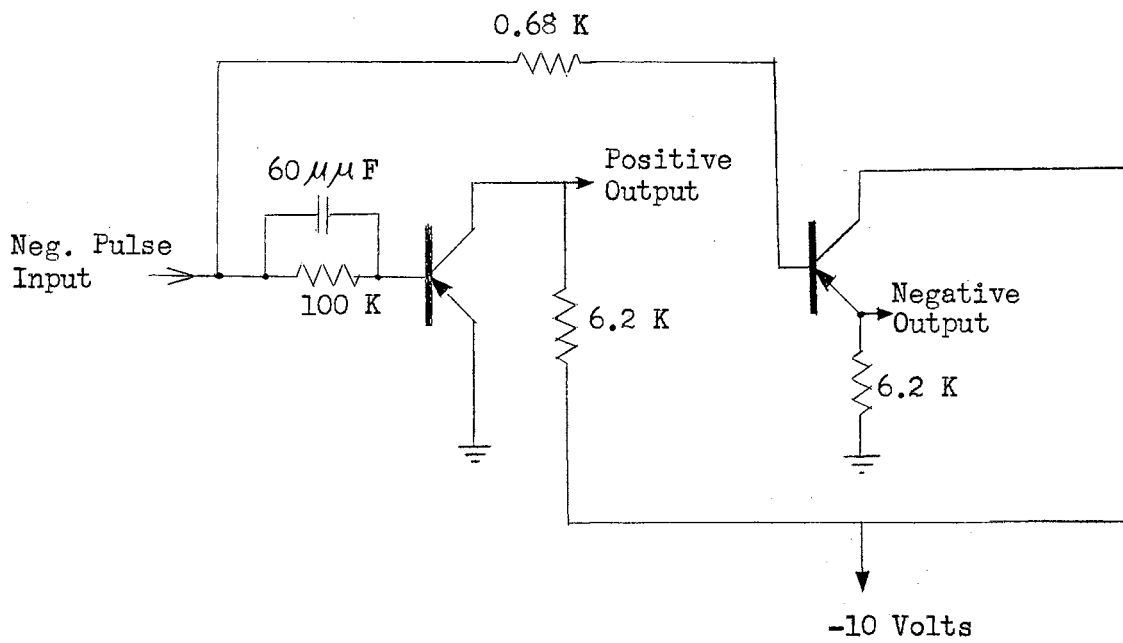 0.68 K
60 μμ F
Positive
Output
Neg. Pulse
Input
100 K
6.2 K
Negative
Output
6.2 K
-10 Volts